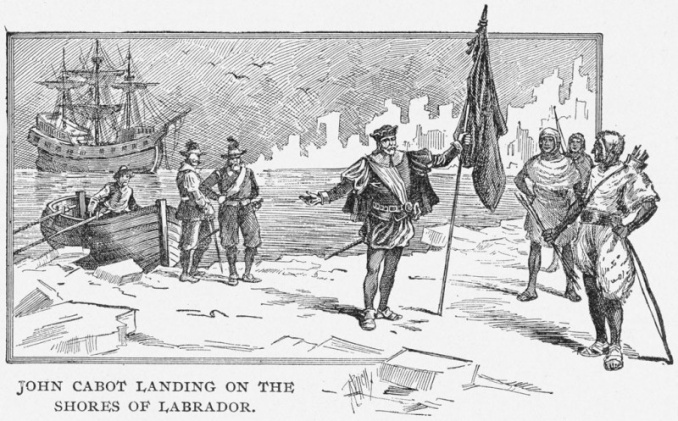 JOHN CABOT LANDING ON THE
SHORES OF LABRADOR.